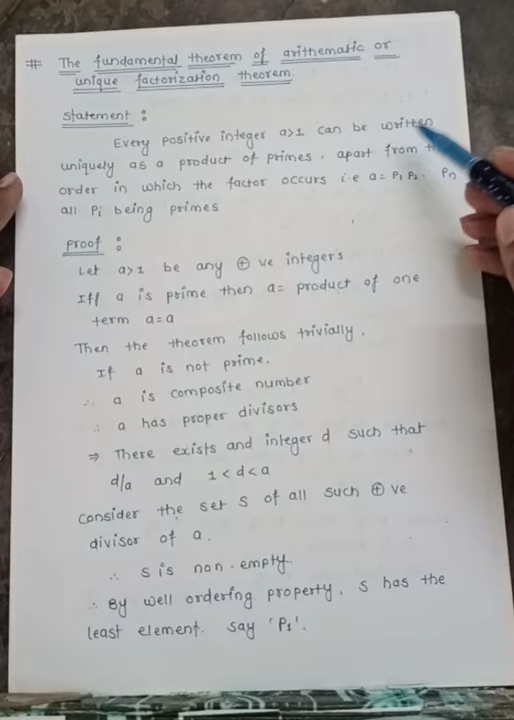 # The fundamental theorem of arithematic or
unique factorization theorem.
Statement :
Every positive integer a>1 can be written
uniquely as a product of primes. apart from
order in which the factor occurs i.e a= P₁ P₂ . Pn
all Pi being primes
proof :
Let a>1 be any ⊕ ve integers
Iff a is prime then a= product of one
term a=a
Then the theorem follows trivially.
If a is not prime.
∴ a is composite number
∴ a has proper divisors
⇒ There exists and integer d such that
d/a and 1<d<a
Consider the set S of all such ⊕ ve
divisor of a.
∴ S is non-empty
∴ By well ordering property, S has the
least element. say 'P₁'.